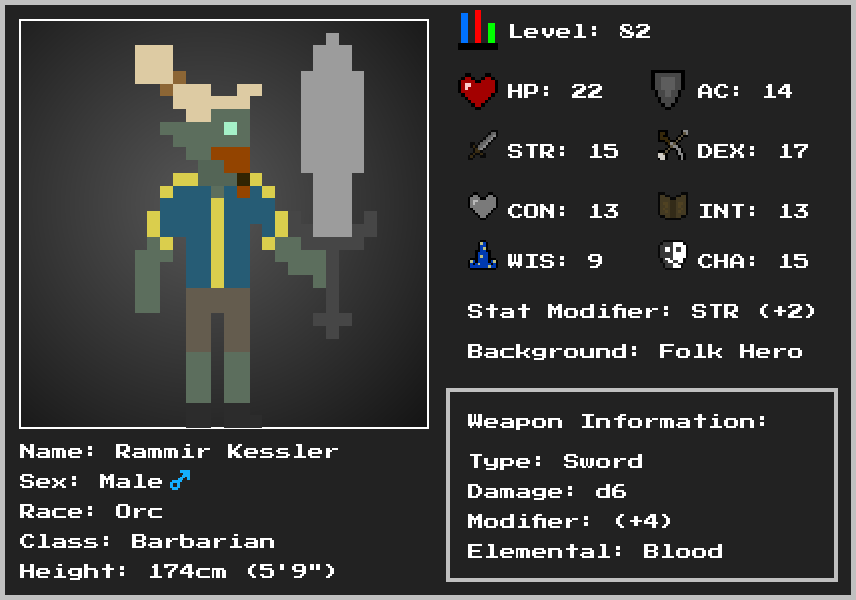 Level: 82
HP: 22
AC: 14
STR: 15
DEX: 17
CON: 13
INT: 13
WIS: 9
CHA: 15
Stat Modifier: STR (+2)
Background: Folk Hero
Weapon Information:
Type: Sword
Damage: d6
Modifier: (+4)
Elemental: Blood
Name: Rammir Kessler
Sex: Male♂
Race: Orc
Class: Barbarian
Height: 174cm (5'9")